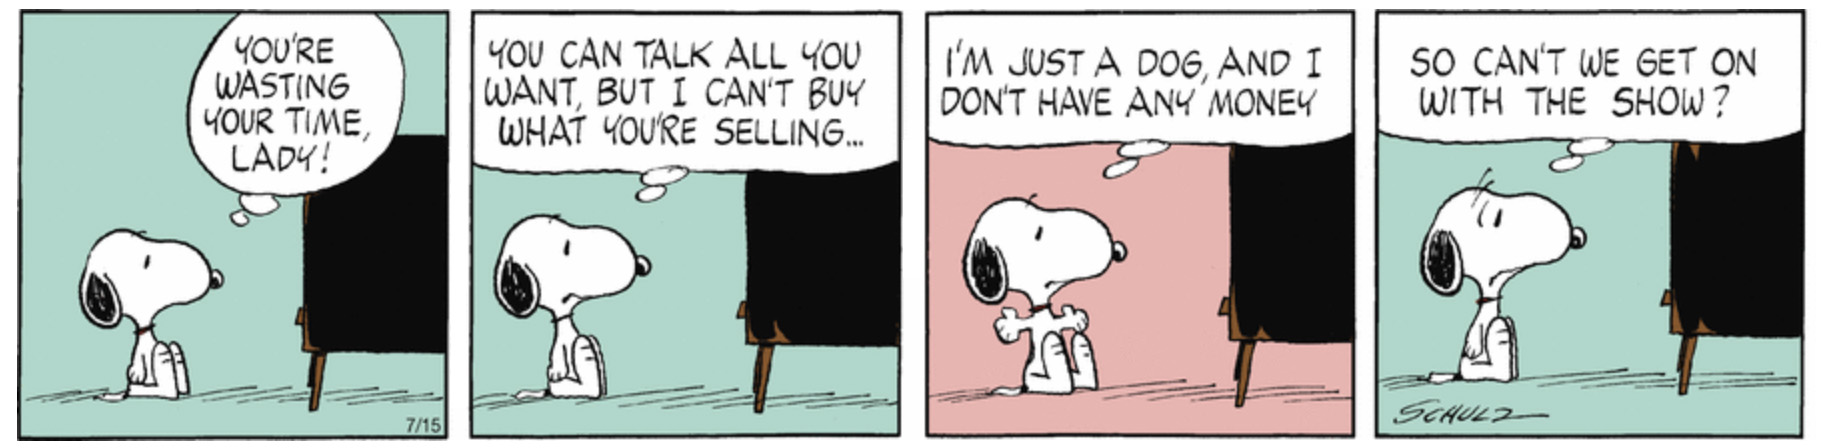 YOU'RE
WASTING
YOUR TIME,
LADY!
7/15
YOU CAN TALK ALL YOU
WANT, BUT I CAN'T BUY
WHAT YOU'RE SELLING...
I'M JUST A DOG, AND I
DON'T HAVE ANY MONEY
SO CAN'T WE GET ON
WITH THE SHOW?
SCHULZ